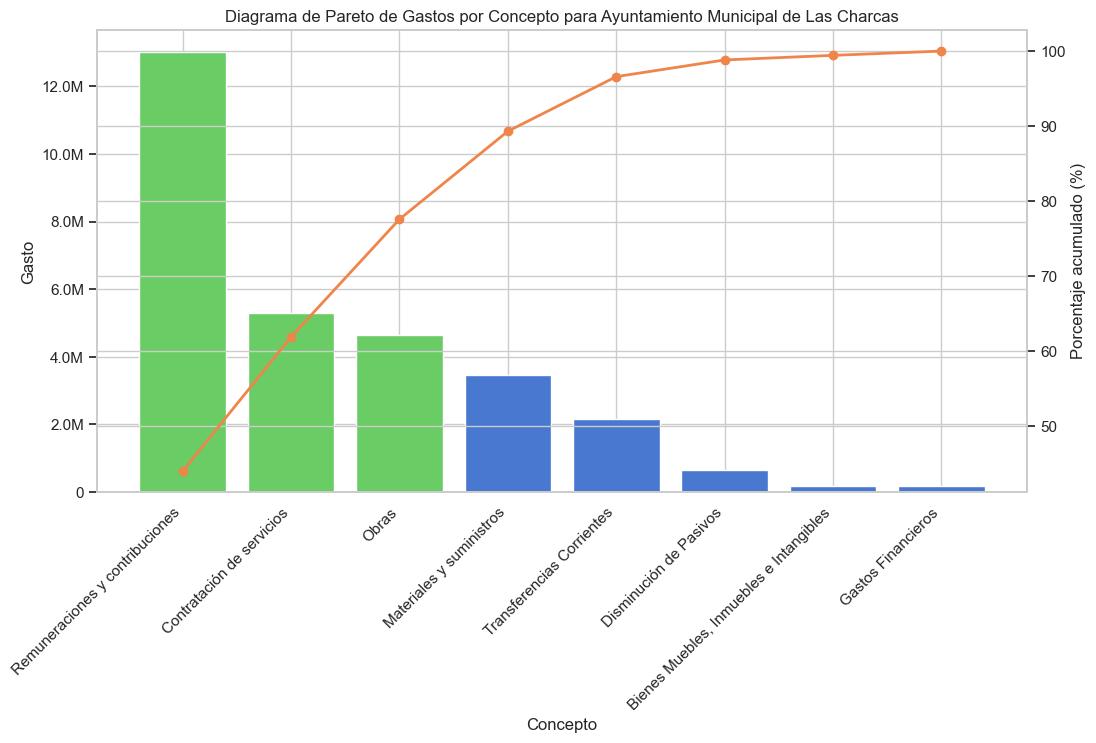 Diagrama de Pareto de Gastos por Concepto para Ayuntamiento Municipal de Las Charcas
Gasto
12.0M
10.0M
8.0M
6.0M
4.0M
2.0M
0
100
90
80
70
60
50
Porcentaje acumulado (%)
Remuneraciones y contribuciones
Contratación de servicios
Obras
Materiales y suministros
Transferencias Corrientes
Disminución de Pasivos
Bienes Muebles, Inmuebles e Intangibles
Gastos Financieros
Concepto